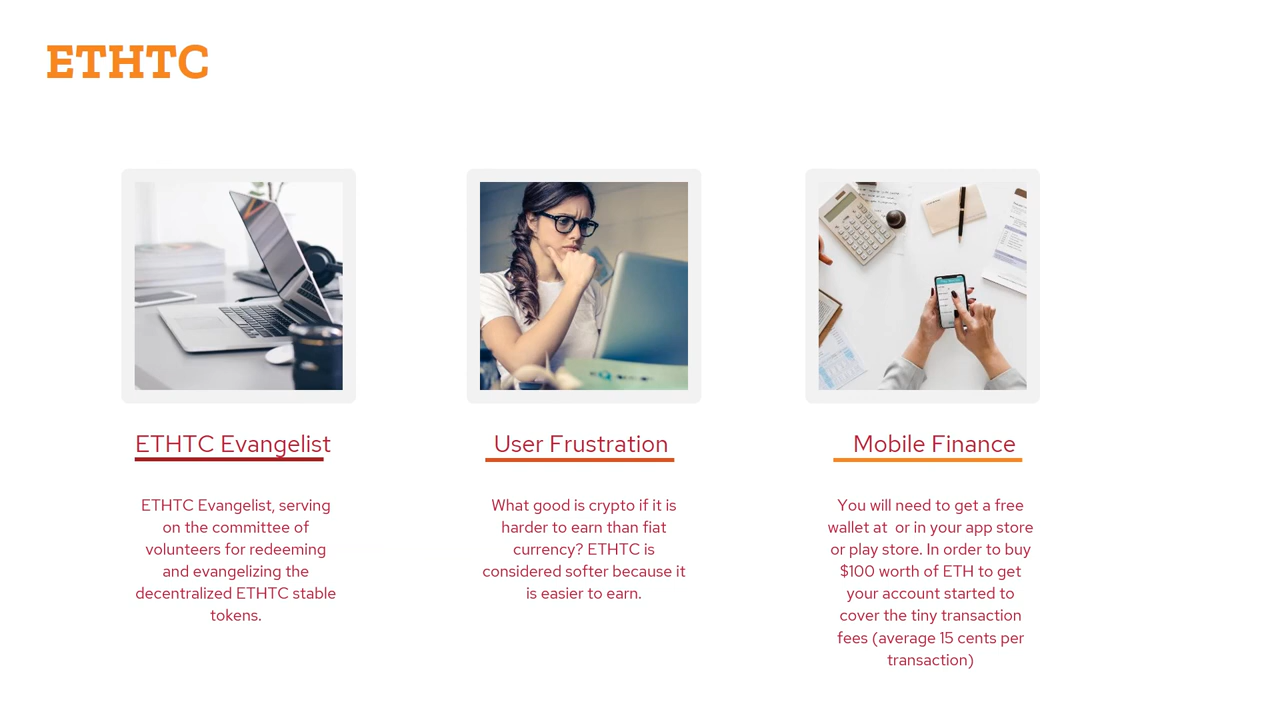 ETHTC
ETHTC Evangelist
ETHTC Evangelist, serving
on the committee of
volunteers for redeeming
and evangelizing the
decentralized ETHTC stable
tokens.
User Frustration
What good is crypto if it is
harder to earn than fiat
currency? ETHTC is
considered softer because it
is easier to earn.
Mobile Finance
You will need to get a free
wallet at  or in your app store
or play store. In order to buy
$100 worth of ETH to get
your account started to
cover the tiny transaction
fees (average 15 cents per
transaction)